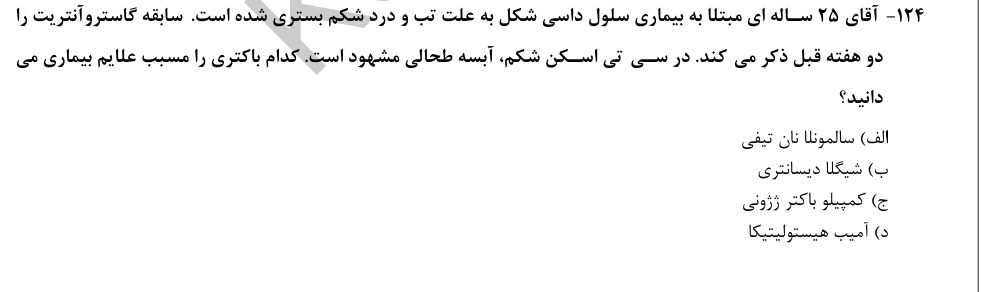 ۱۲۴- آقای ۲۵ ساله ای مبتلا به بیماری سلول داسی شکل به علت تب و درد شکم بستری شده است. سابقه گاستروآنتریت را
دو هفته قبل ذکر می کند. در سی تی اسکن شکم، آبسه طحالی مشهود است. کدام باکتری را مسبب علایم بیماری می
دانید؟
الف) سالمونلا نان تیفی
ب) شیگلا دیسانتری
ج) کمپیلو باکتر ژژونی
د) آمیب هیستولیتیکا